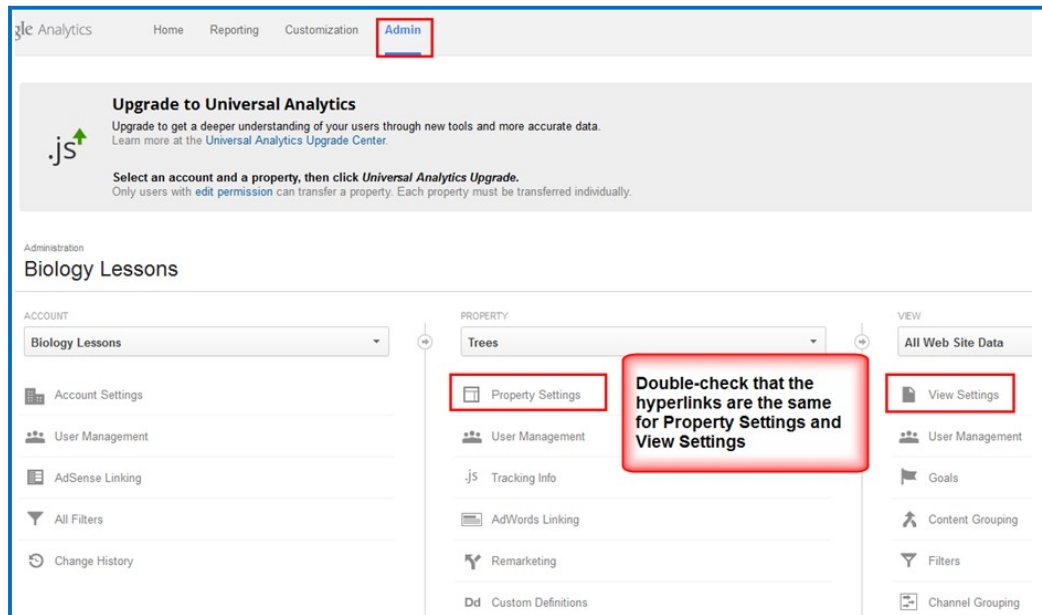 gle Analytics Home Reporting Customization Admin
Upgrade to Universal Analytics
Upgrade to get a deeper understanding of your users through new tools and more accurate data.
Learn more at the Universal Analytics Upgrade Center.
.js
Select an account and a property, then click Universal Analytics Upgrade.
Only users with edit permission can transfer a property. Each property must be transferred individually.
Administration
Biology Lessons
ACCOUNT
Biology Lessons
Account Settings
User Management
AdSense Linking
All Filters
Change History
PROPERTY
Trees
Property Settings
User Management
.js Tracking Info
AdWords Linking
Remarketing
Dd Custom Definitions
Double-check that the
hyperlinks are the same
for Property Settings and
View Settings
VIEW
All Web Site Data
View Settings
User Management
Goals
Content Grouping
Filters
Channel Grouping